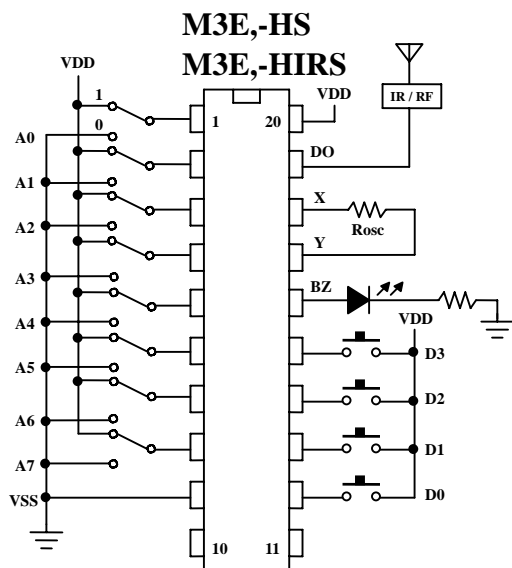 M3E,-HS
M3E,-HIRS
VDD
VDD
IR / RF
1
0
1
20
A0
DO
A1
X
Rosc
A2
Y
A3
BZ
VDD
A4
D3
A5
D2
A6
D1
A7
D0
VSS
10
11